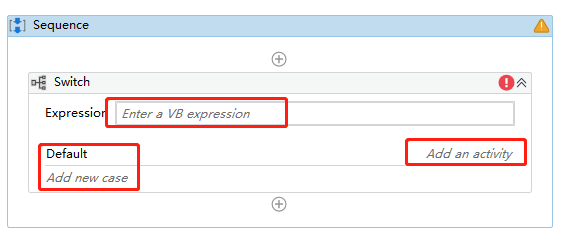 Sequence
Switch
Expression Enter a VB expression
Default Add an activity
Add new case